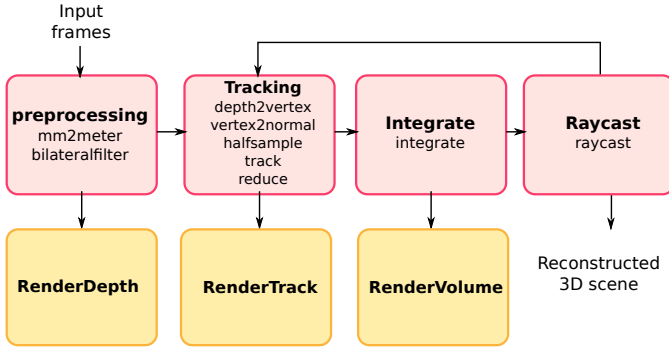 Input
frames
preprocessing
mm2meter
bilateralfilter
Tracking
depth2vertex
vertex2normal
halfsample
track
reduce
Integrate
integrate
Raycast
raycast
RenderDepth
RenderTrack
RenderVolume
Reconstructed
3D scene